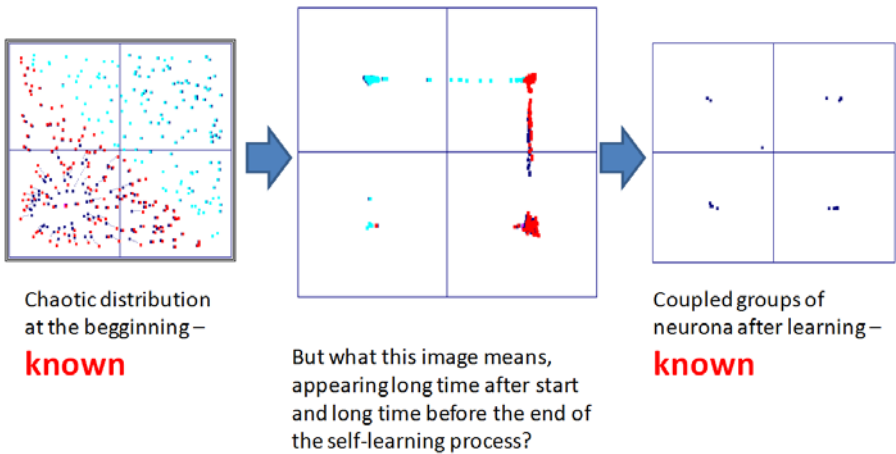 Chaotic distribution
at the begginning –
known
But what this image means,
appearing long time after start
and long time before the end of
the self-learning process?
Coupled groups of
neurona after learning –
known